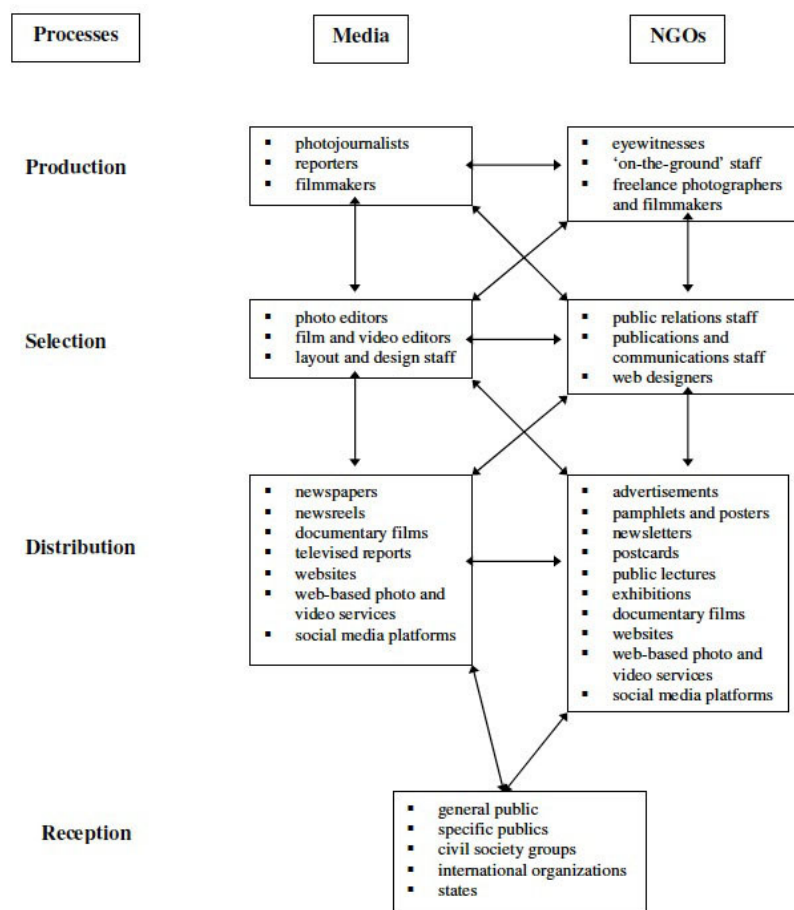 Processes
Media
NGOs
Production
▪ photojournalists
▪ reporters
▪ filmmakers
▪ eyewitnesses
▪ ‘on-the-ground’ staff
▪ freelance photographers
and filmmakers
Selection
▪ photo editors
▪ film and video editors
▪ layout and design staff
▪ public relations staff
▪ publications and
communications staff
▪ web designers
Distribution
▪ newspapers
▪ newsreels
▪ documentary films
▪ televised reports
▪ websites
▪ web-based photo and
video services
▪ social media platforms
▪ advertisements
▪ pamphlets and posters
▪ newsletters
▪ postcards
▪ public lectures
▪ exhibitions
▪ documentary films
▪ websites
▪ web-based photo and
video services
▪ social media platforms
Reception
▪ general public
▪ specific publics
▪ civil society groups
▪ international organizations
▪ states